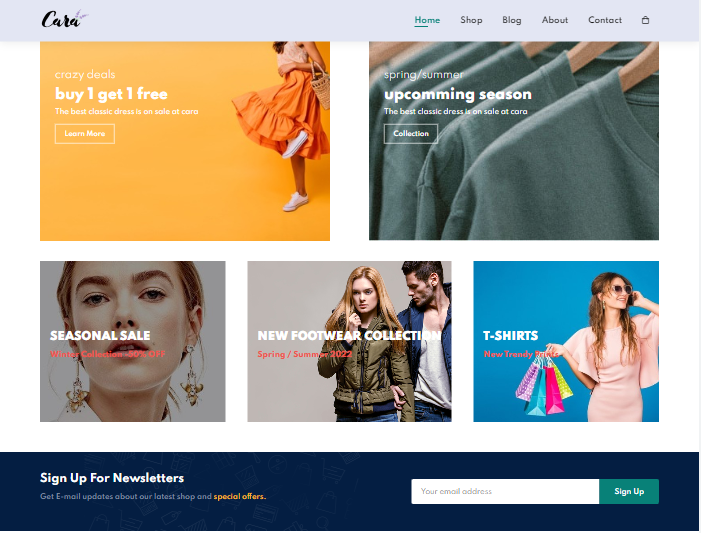 Cara
Home Shop Blog About Contact
crazy deals
buy 1 get 1 free
The best classic dress is on sale at cara
Learn More
spring/summer
upcomming season
The best classic dress is on sale at cara
Collection
SEASONAL SALE
Winter Collection -50% OFF
NEW FOOTWEAR COLLECTION
Spring / Summer 2022
T-SHIRTS
New Trendy Prints
Sign Up For Newsletters
Get E-mail updates about our latest shop and special offers.
Your email address
Sign Up